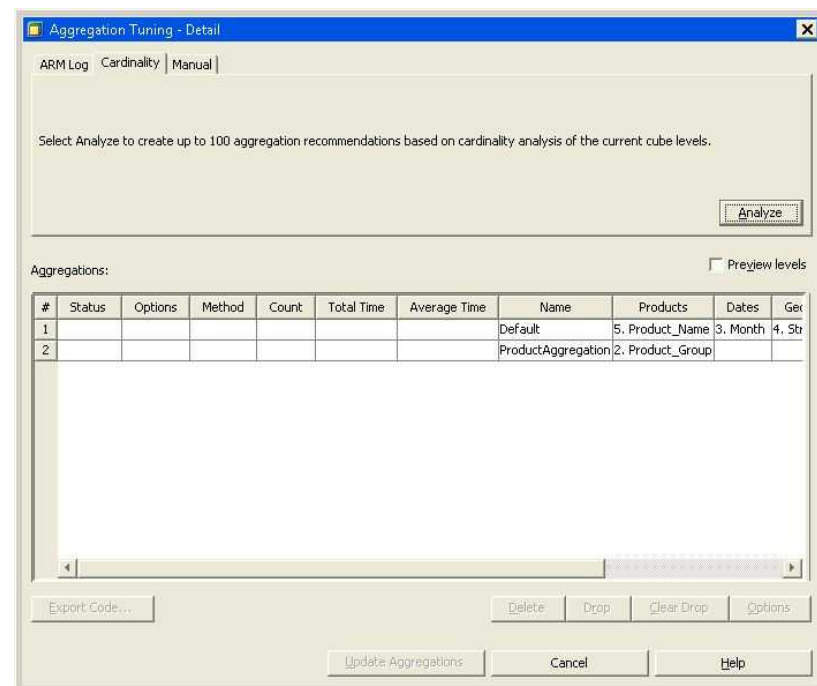 Aggregation Tuning - Detail
ARM Log Cardinality Manual
Select Analyze to create up to 100 aggregation recommendations based on cardinality analysis of the current cube levels.
Analyze
Preview levels
Aggregations:
# Status Options Method Count Total Time Average Time Name Products Dates Geo
1 Default 5. Product_Name 3. Month 4. Str
2 ProductAggregation 2. Product_Group
Export Code... Delete Drop Clear Drop Options
Update Aggregations Cancel Help